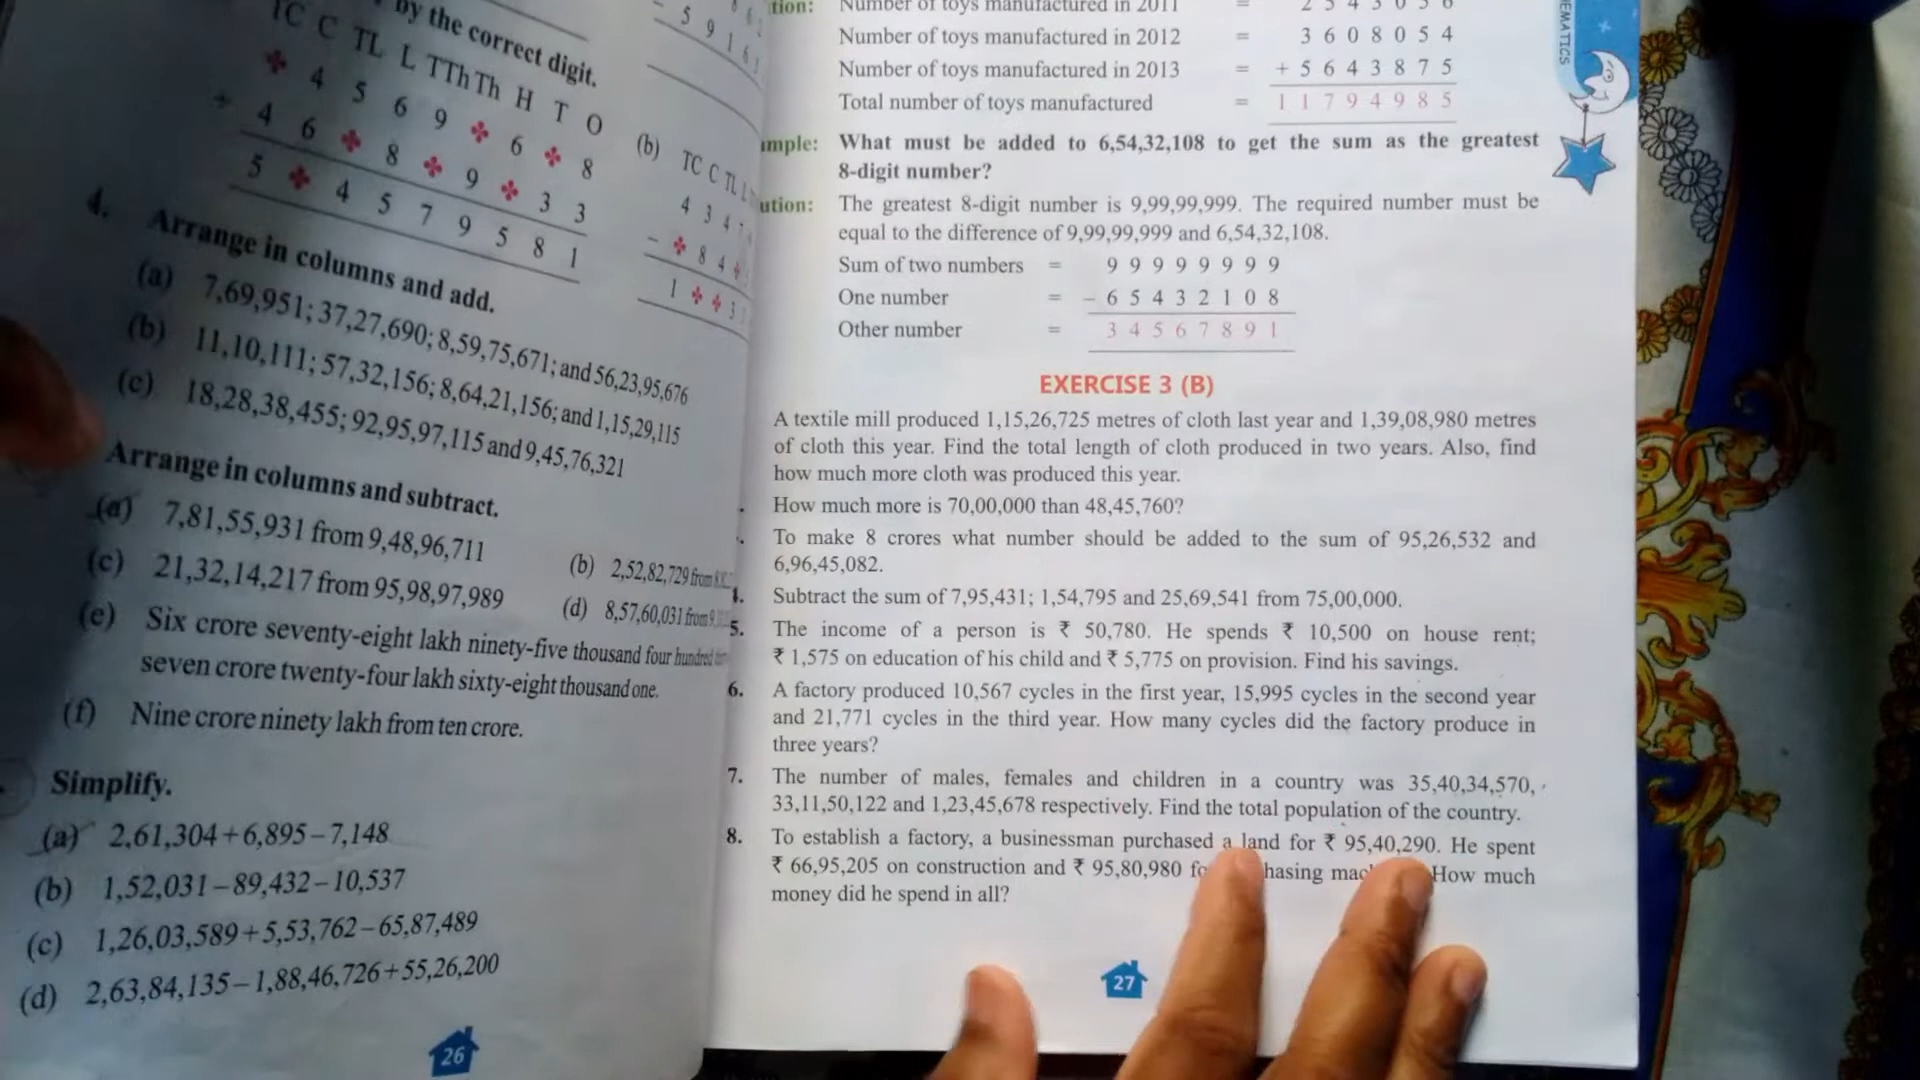 by the correct digit.
TC C TL L TTh Th H T O
4 5 6 9 6 8
+ 4 6 8 9 3 3
5 4 5 7 9 5 8 1
5 9 1 6
(b) TC C TL L
4 3 4 7
- 8 4
1 3
4. Arrange in columns and add.
(a) 7,69,951; 37,27,690; 8,59,75,671; and 56,23,95,676
(b) 11,10,111; 57,32,156; 8,64,21,156; and 1,15,29,115
(c) 18,28,38,455; 92,95,97,115 and 9,45,76,321
Arrange in columns and subtract.
(a) 7,81,55,931 from 9,48,96,711
(b) 2,52,82,729 from
(c) 21,32,14,217 from 95,98,97,989
(d) 8,57,60,031 from
(e) Six crore seventy-eight lakh ninety-five thousand four hundred
seven crore twenty-four lakh sixty-eight thousand one.
(f) Nine crore ninety lakh from ten crore.
Simplify.
(a) 2,61,304 + 6,895 – 7,148
(b) 1,52,031 – 89,432 – 10,537
(c) 1,26,03,589 + 5,53,762 – 65,87,489
(d) 2,63,84,135 – 1,88,46,726 + 55,26,200
26
tion: Number of toys manufactured in 2011 =
Number of toys manufactured in 2012 = 3 6 0 8 0 5 4
Number of toys manufactured in 2013 = + 5 6 4 3 8 7 5
Total number of toys manufactured = 1 1 7 9 4 9 8 5
mple: What must be added to 6,54,32,108 to get the sum as the greatest
8-digit number?
ution: The greatest 8-digit number is 9,99,99,999. The required number must be
equal to the difference of 9,99,99,999 and 6,54,32,108.
Sum of two numbers = 9 9 9 9 9 9 9 9
One number = – 6 5 4 3 2 1 0 8
Other number = 3 4 5 6 7 8 9 1
EXERCISE 3 (B)
A textile mill produced 1,15,26,725 metres of cloth last year and 1,39,08,980 metres
of cloth this year. Find the total length of cloth produced in two years. Also, find
how much more cloth was produced this year.
How much more is 70,00,000 than 48,45,760?
To make 8 crores what number should be added to the sum of 95,26,532 and
6,96,45,082.
Subtract the sum of 7,95,431; 1,54,795 and 25,69,541 from 75,00,000.
5. The income of a person is ₹ 50,780. He spends ₹ 10,500 on house rent;
₹ 1,575 on education of his child and ₹ 5,775 on provision. Find his savings.
6. A factory produced 10,567 cycles in the first year, 15,995 cycles in the second year
and 21,771 cycles in the third year. How many cycles did the factory produce in
three years?
7. The number of males, females and children in a country was 35,40,34,570,
33,11,50,122 and 1,23,45,678 respectively. Find the total population of the country.
8. To establish a factory, a businessman purchased a land for ₹ 95,40,290. He spent
₹ 66,95,205 on construction and ₹ 95,80,980 fo hasing mac How much
money did he spend in all?
27
EMATICS